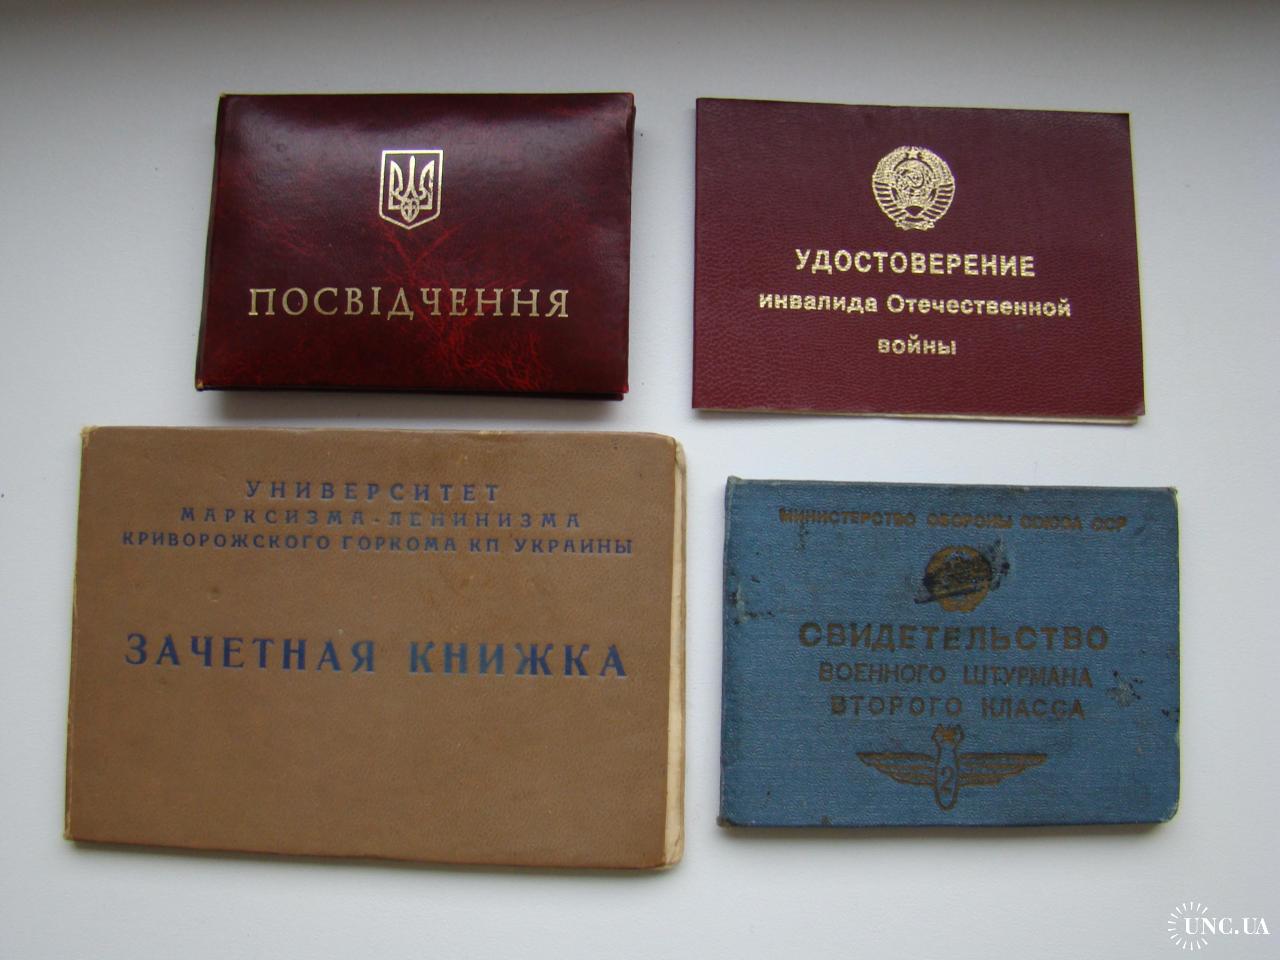 ПОСВІДЧЕННЯ
УДОСТОВЕРЕНИЕ
инвалида Отечественной
войны
УНИВЕРСИТЕТ
МАРКСИЗМА-ЛЕНИНИЗМА
КРИВОРОЖСКОГО ГОРКОМА КП УКРАИНЫ
ЗАЧЕТНАЯ КНИЖКА
МИНИСТЕРСТВО ОБОРОНЫ СОЮЗА ССР
СВИДЕТЕЛЬСТВО
ВОЕННОГО ШТУРМАНА
ВТОРОГО КЛАССА
2
UNC.UA